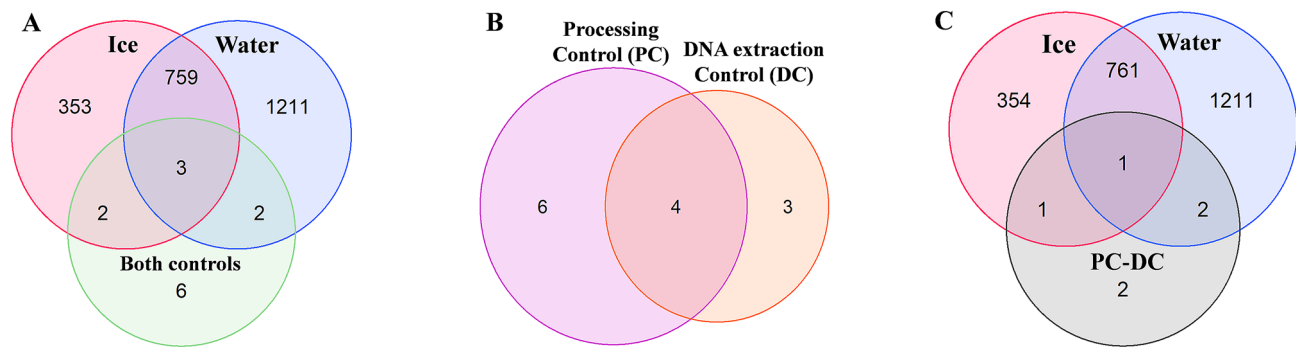 A
Ice
Water
353
759
1211
3
2
2
Both controls
6
B
Processing
Control (PC)
DNA extraction
Control (DC)
6
4
3
C
Ice
Water
354
761
1211
1
1
2
PC-DC
2